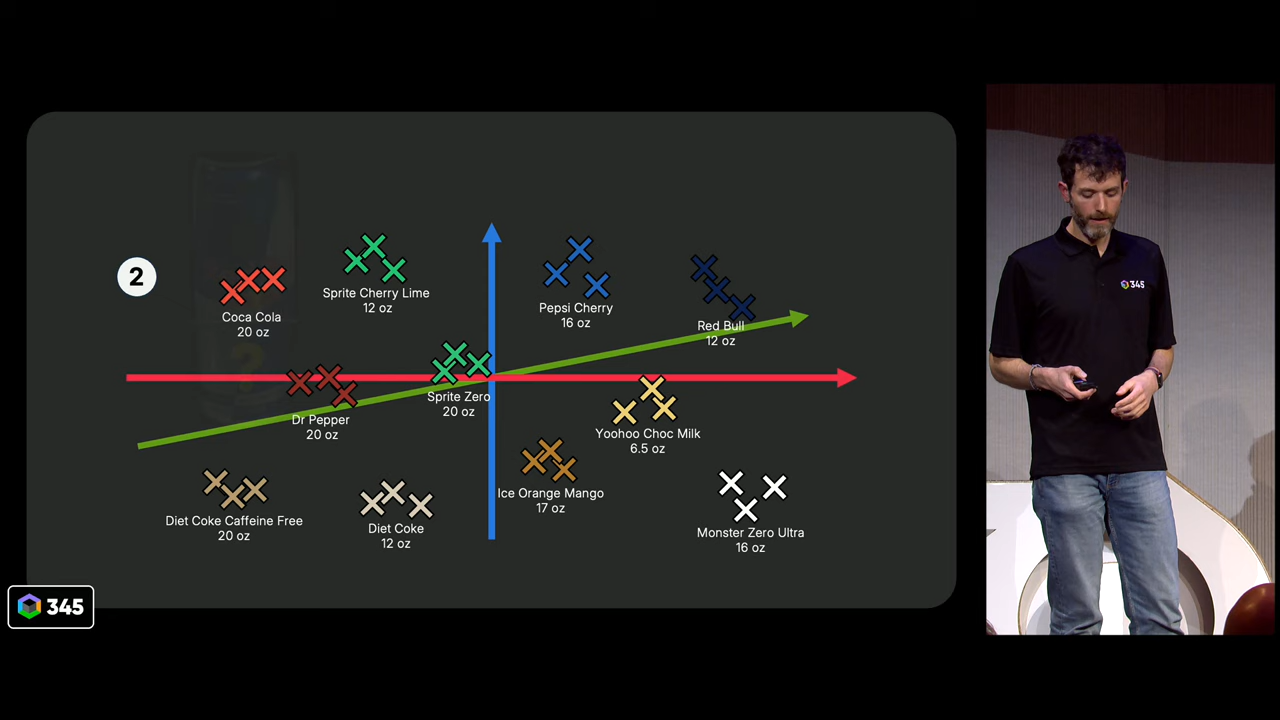 2
Coca Cola
20 oz
Sprite Cherry Lime
12 oz
Pepsi Cherry
16 oz
Red Bull
12 oz
Dr Pepper
20 oz
Sprite Zero
20 oz
Yoohoo Choc Milk
6.5 oz
Diet Coke Caffeine Free
20 oz
Diet Coke
12 oz
Ice Orange Mango
17 oz
Monster Zero Ultra
16 oz
345
345